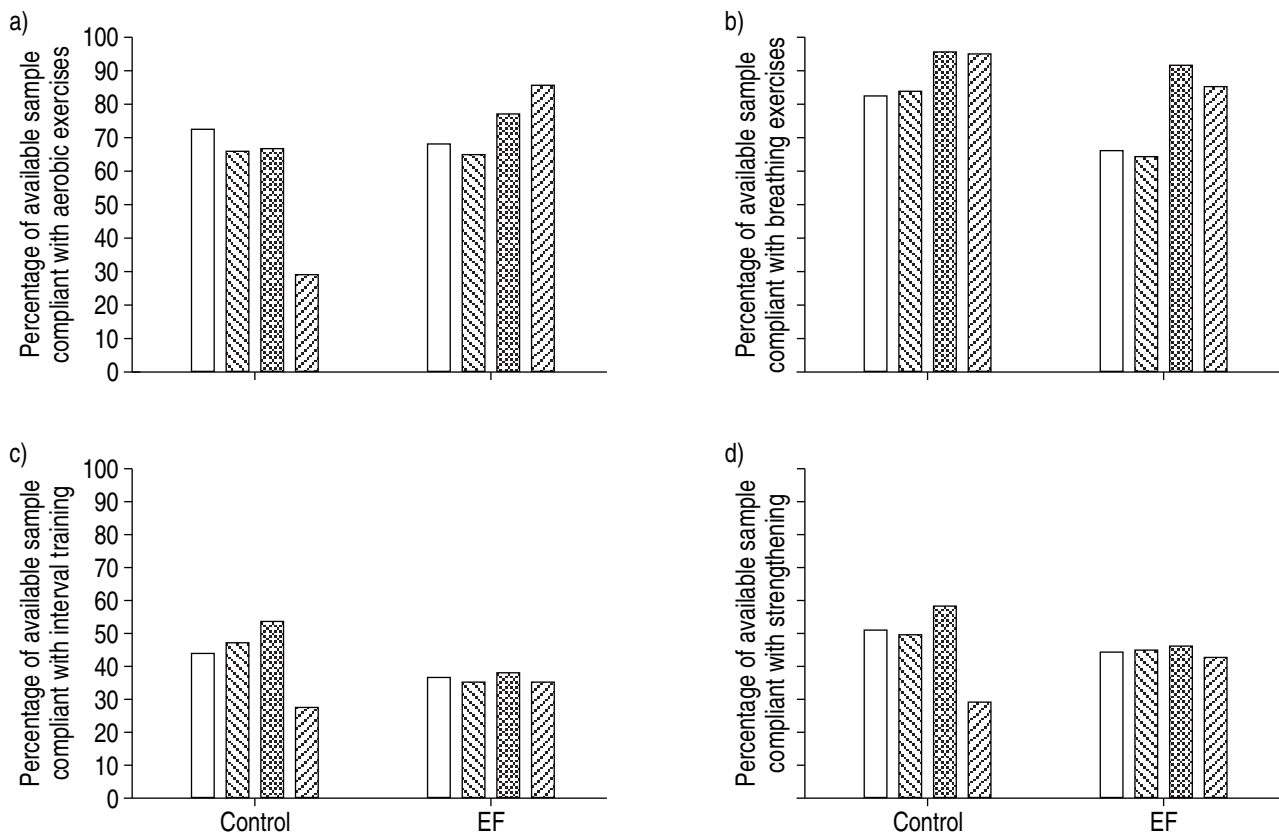 a)
Percentage of available sample
compliant with aerobic exercises
100
90
80
70
60
50
40
30
20
10
0
b)
Percentage of available sample
compliant with breathing exercises
c)
Percentage of available sample
compliant with interval training
100
90
80
70
60
50
40
30
20
10
0
Control
EF
d)
Percentage of available sample
compliant with strengthening
Control
EF